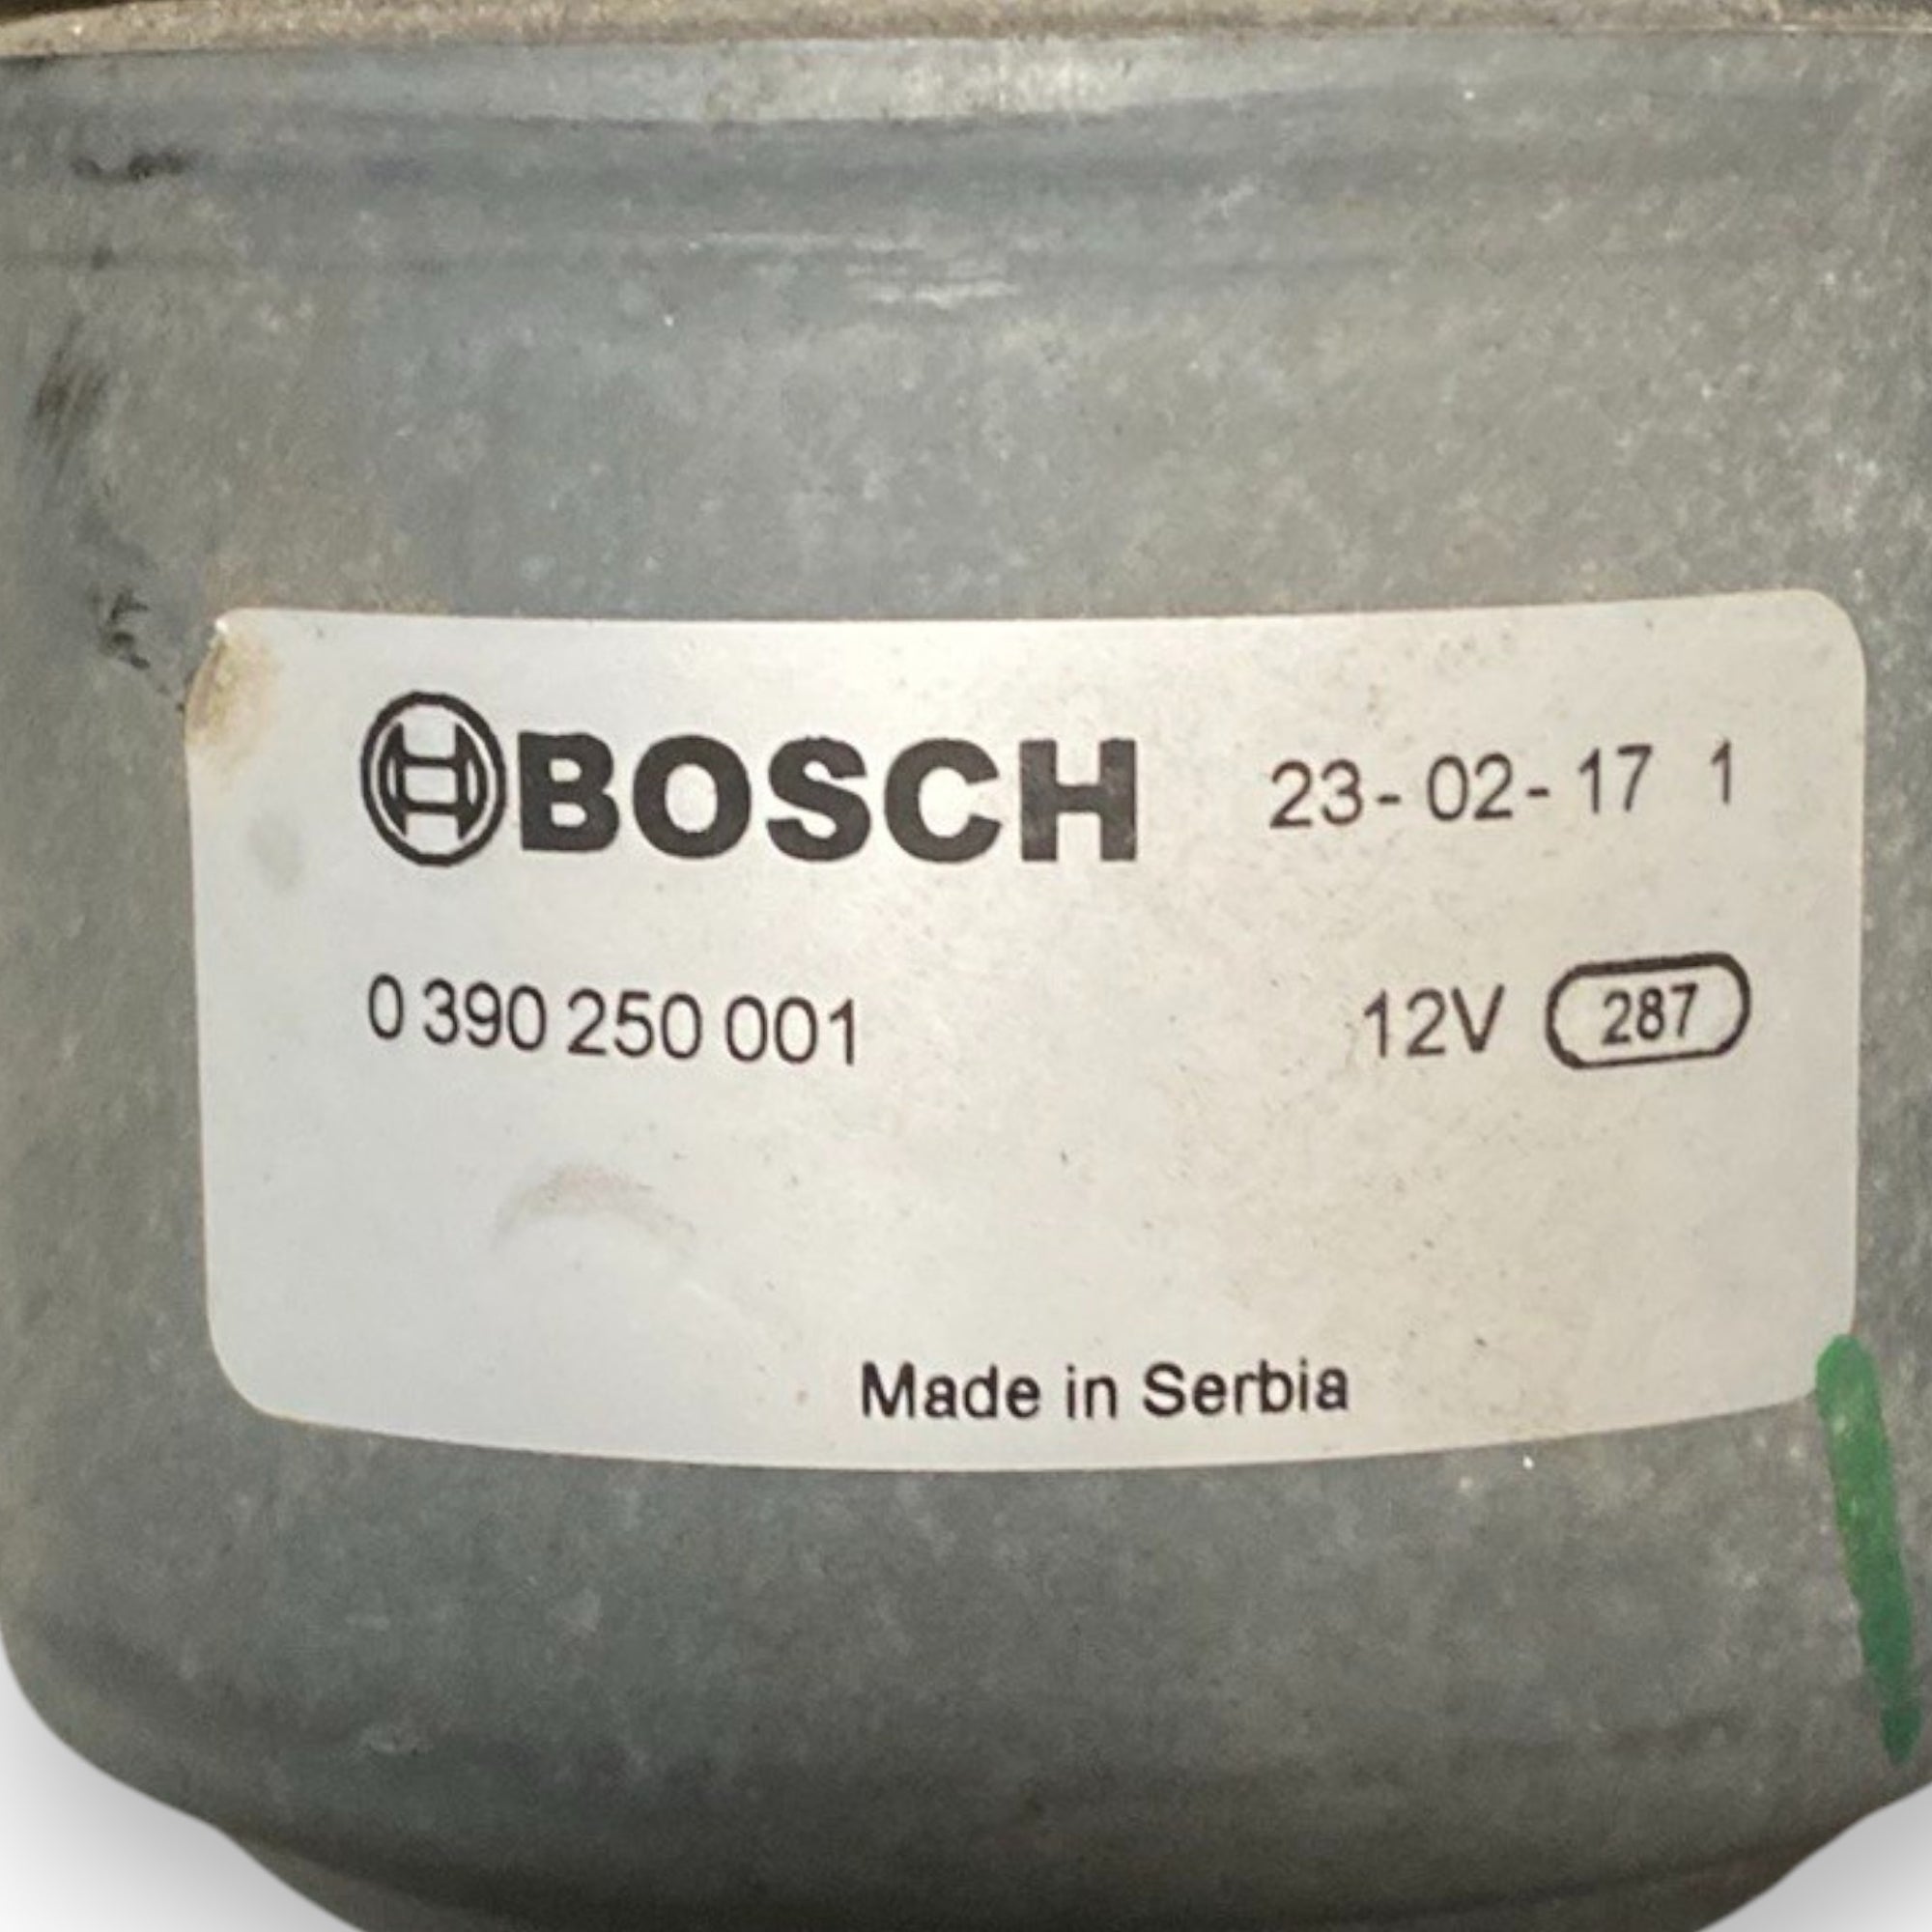 BOSCH 23-02-17 1
0 390 250 001 12V 287
Made in Serbia